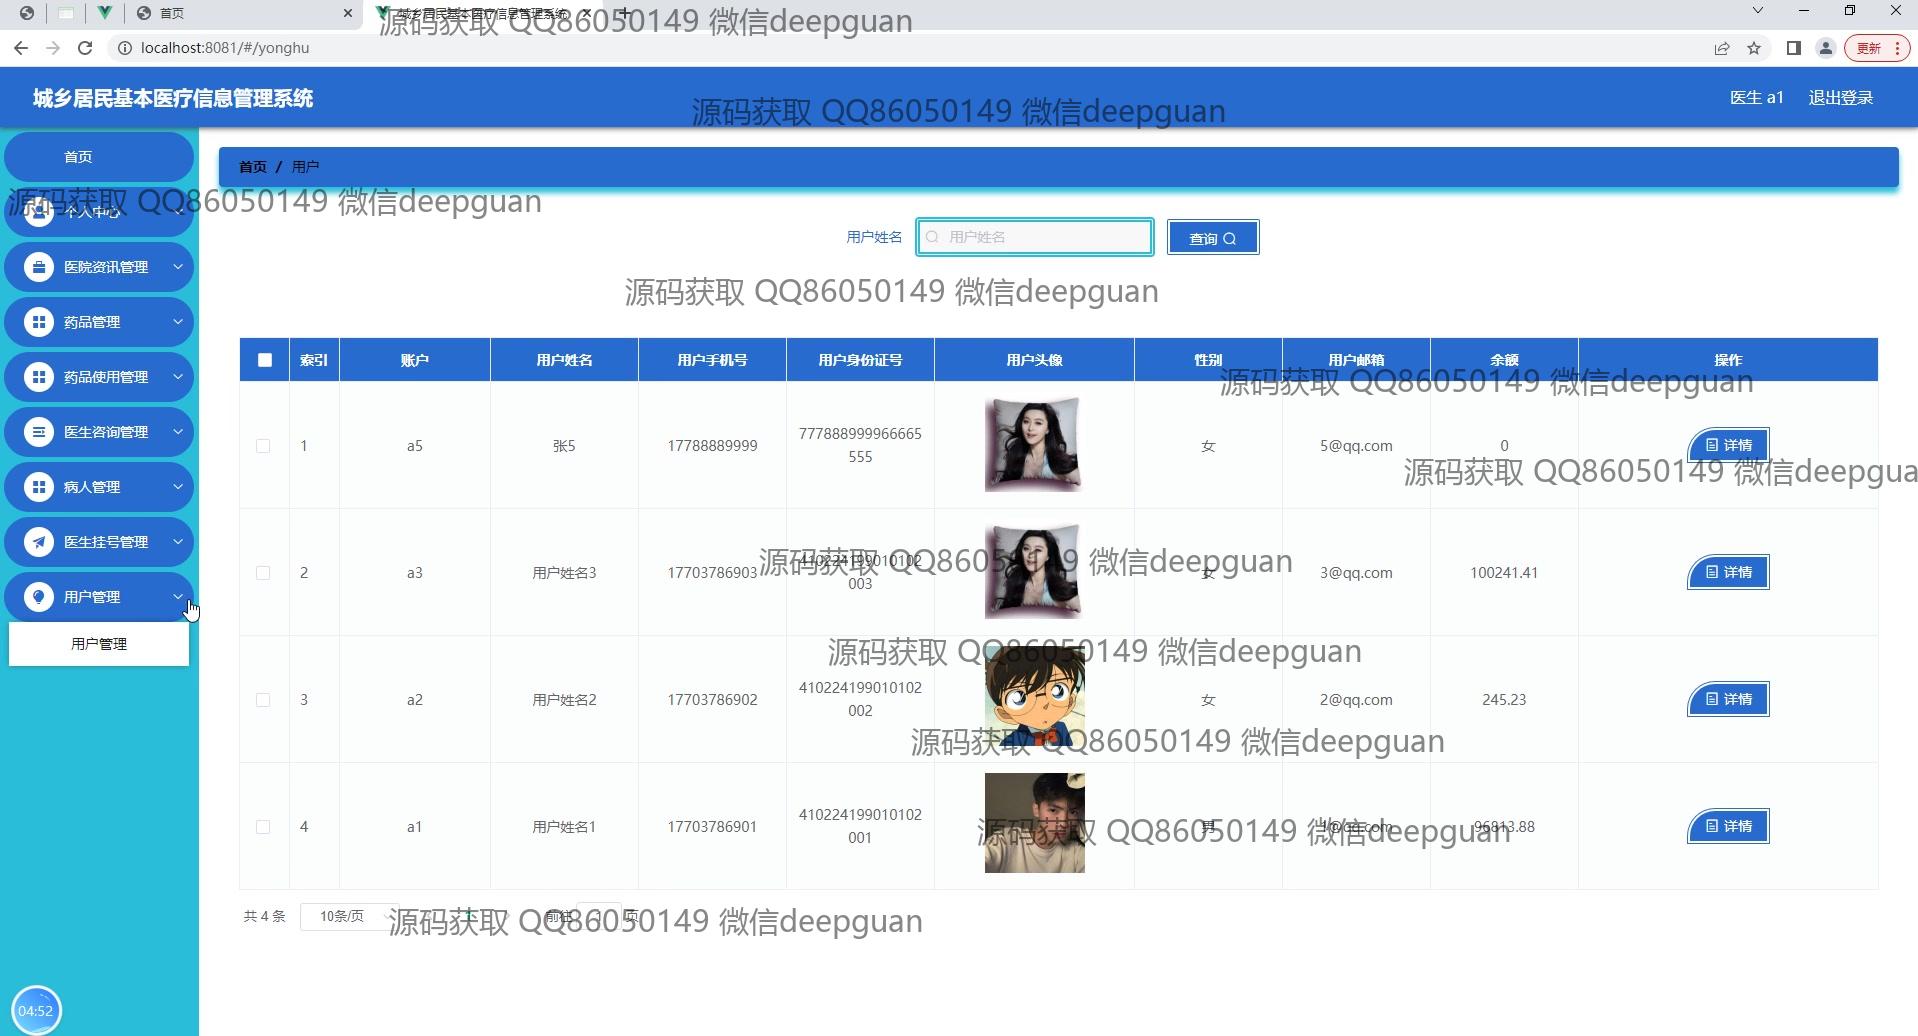 首页
城乡居民基本医疗信息管理系统
源码获取 QQ86050149 微信deepguan
localhost:8081/#/yonghu
更新
城乡居民基本医疗信息管理系统
源码获取 QQ86050149 微信deepguan
医生 a1
退出登录
首页
首页 / 用户
源码获取 QQ86050149 微信deepguan
个人中心
用户姓名
用户姓名
查询
医院资讯管理
源码获取 QQ86050149 微信deepguan
药品管理
索引 账户 用户姓名 用户手机号 用户身份证号 用户头像 性别 用户邮箱 余额 操作
源码获取 QQ86050149 微信deepguan
药品使用管理
医生咨询管理
1 a5 张5 17788889999 777888999966665 女 5@qq.com 0 详情
555
源码获取 QQ86050149 微信deepgua
病人管理
医生挂号管理
源码获取 QQ86050149 微信deepguan
2 a3 用户姓名3 17703786903 410224199010102 女 3@qq.com 100241.41 详情
003
用户管理
用户管理
源码获取 QQ86050149 微信deepguan
3 a2 用户姓名2 17703786902 410224199010102 女 2@qq.com 245.23 详情
002
源码获取 QQ86050149 微信deepguan
4 a1 用户姓名1 17703786901 410224199010102 男 1@qq.com 96813.88 详情
001
源码获取 QQ86050149 微信deepguan
共 4 条 10条/页 1 前往 1 页
源码获取 QQ86050149 微信deepguan
04:52